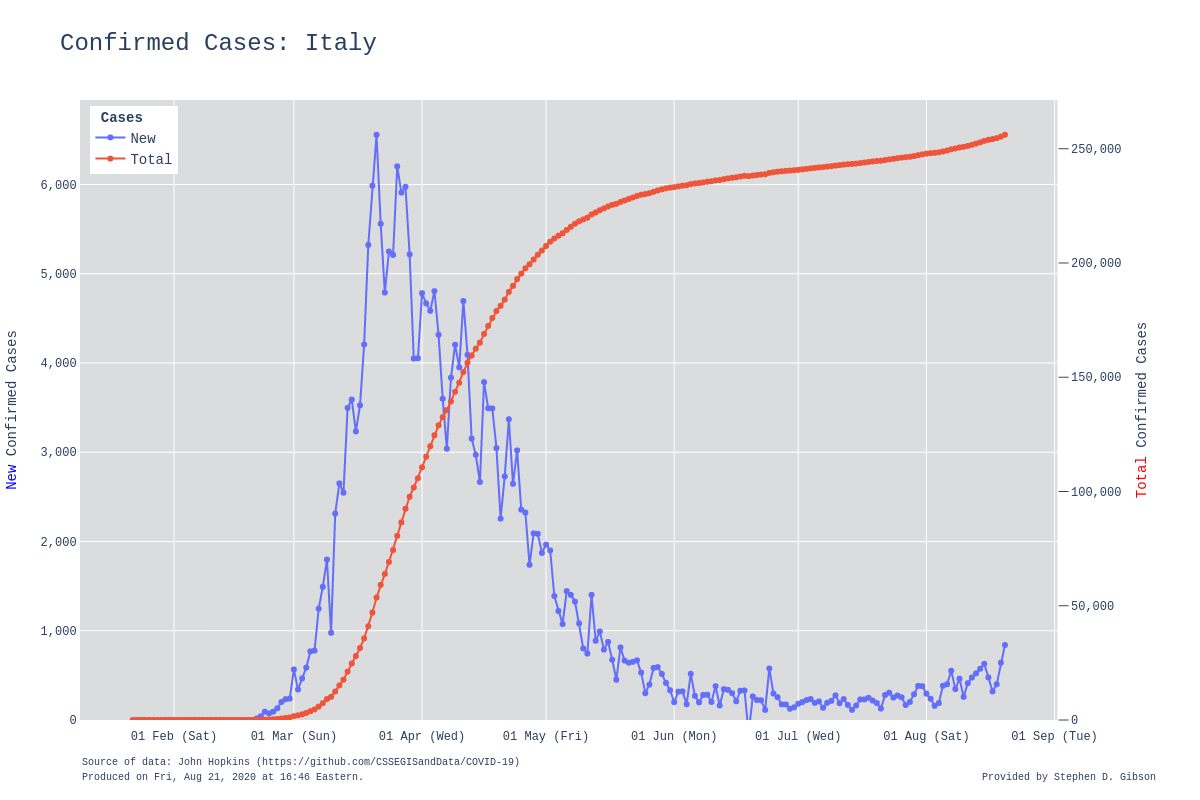 Confirmed Cases: Italy
Cases
New
Total
6,000
5,000
4,000
3,000
2,000
1,000
0
250,000
200,000
150,000
100,000
50,000
0
New Confirmed Cases
Total Confirmed Cases
01 Feb (Sat) 01 Mar (Sun) 01 Apr (Wed) 01 May (Fri) 01 Jun (Mon) 01 Jul (Wed) 01 Aug (Sat) 01 Sep (Tue)
Source of data: John Hopkins (https://github.com/CSSEGISandData/COVID-19)
Produced on Fri, Aug 21, 2020 at 16:46 Eastern.
Provided by Stephen D. Gibson